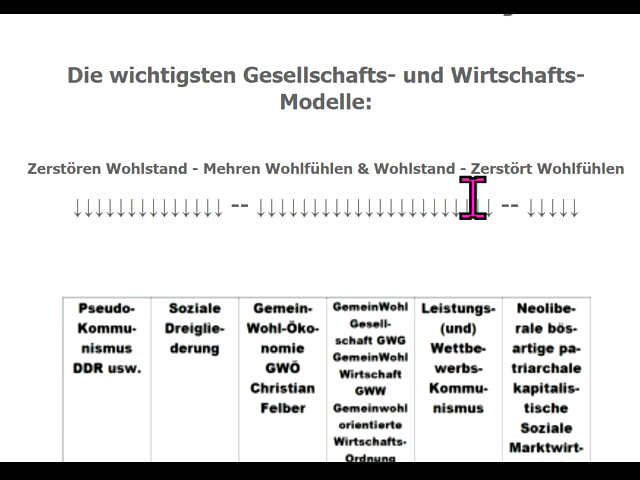 Die wichtigsten Gesellschafts- und Wirtschafts-
Modelle:
Zerstören Wohlstand - Mehren Wohlfühlen & Wohlstand - Zerstört Wohlfühlen
↓↓↓↓↓↓↓↓↓↓↓↓↓↓ -- ↓↓↓↓↓↓↓↓↓↓↓↓↓↓↓↓↓↓↓↓↓↓ -- ↓↓↓↓↓
Pseudo-
Kommu-
nismus
DDR usw.
Soziale
Dreiglie-
derung
Gemein-
Wohl-Öko-
nomie
GWÖ
Christian
Felber
GemeinWohl
Gesell-
schaft GWG
GemeinWohl
Wirtschaft
GWW
Gemeinwohl
orientierte
Wirtschafts-
Ordnung
Leistungs-
(und)
Wettbe-
werbs-
Kommu-
nismus
Neolibe-
rale bös-
artige pa-
triarchale
kapitalis-
tische
Soziale
Marktwirt-